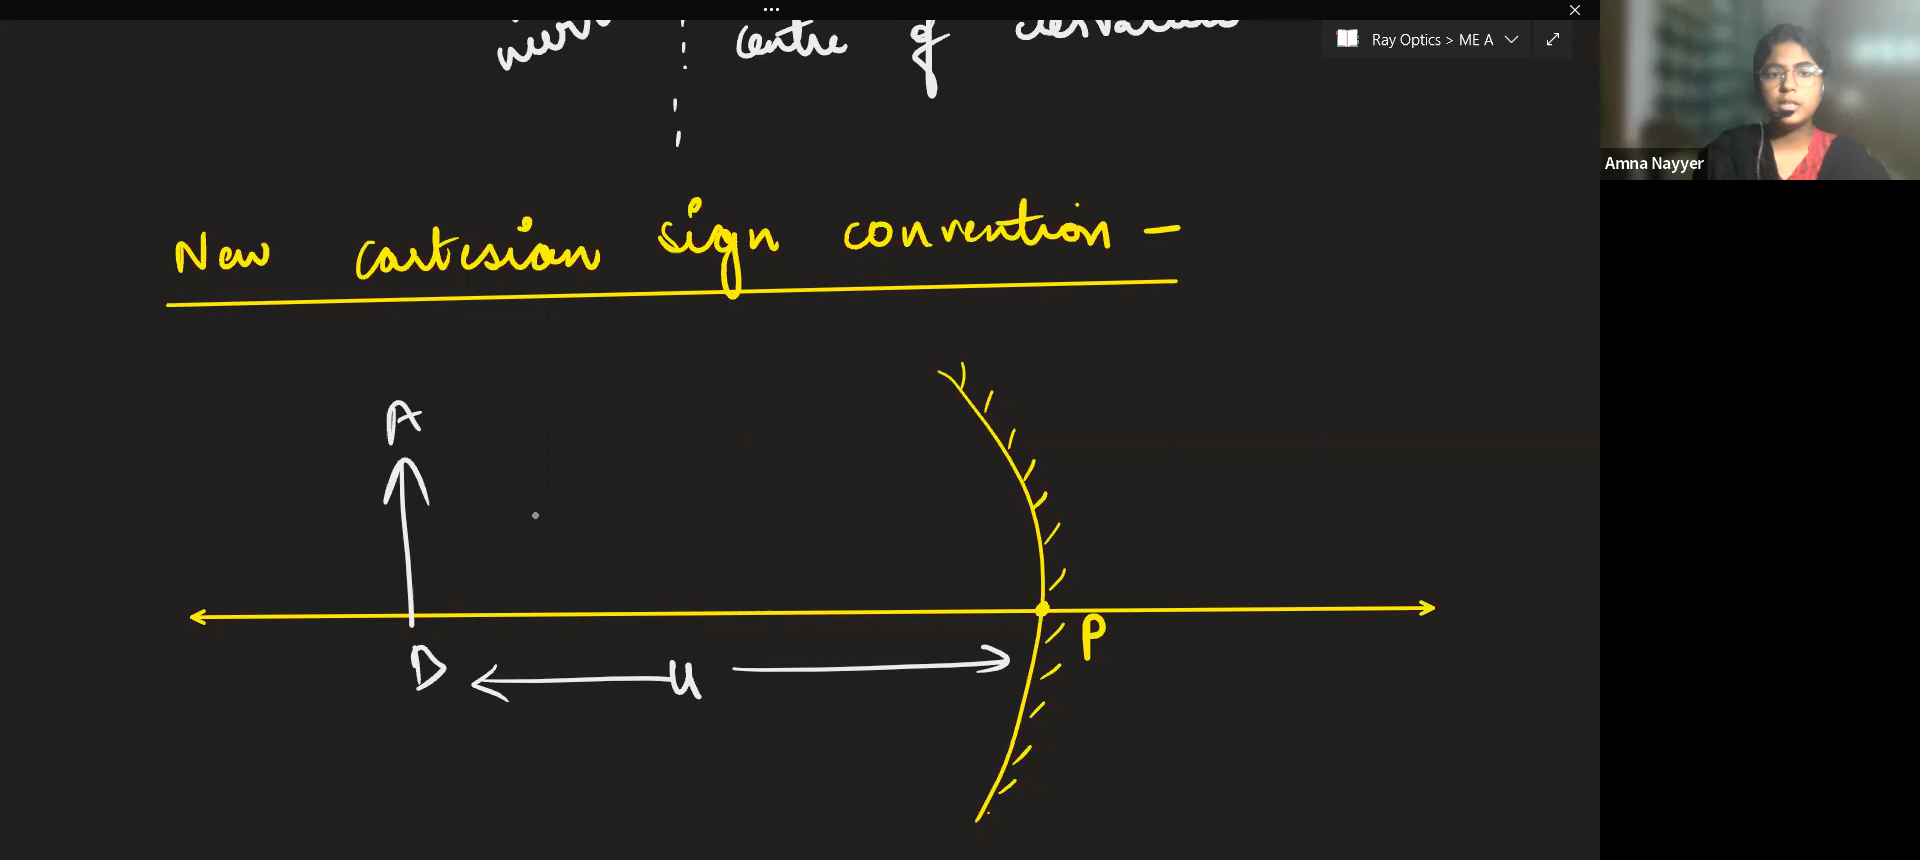 Ray Optics > ME A
centre of
Amna Nayyer
New cartesian sign convention -
A
P
B
u